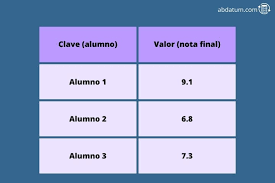 abdatum.com
Clave (alumno) Valor (nota final)
Alumno 1 9.1
Alumno 2 6.8
Alumno 3 7.3